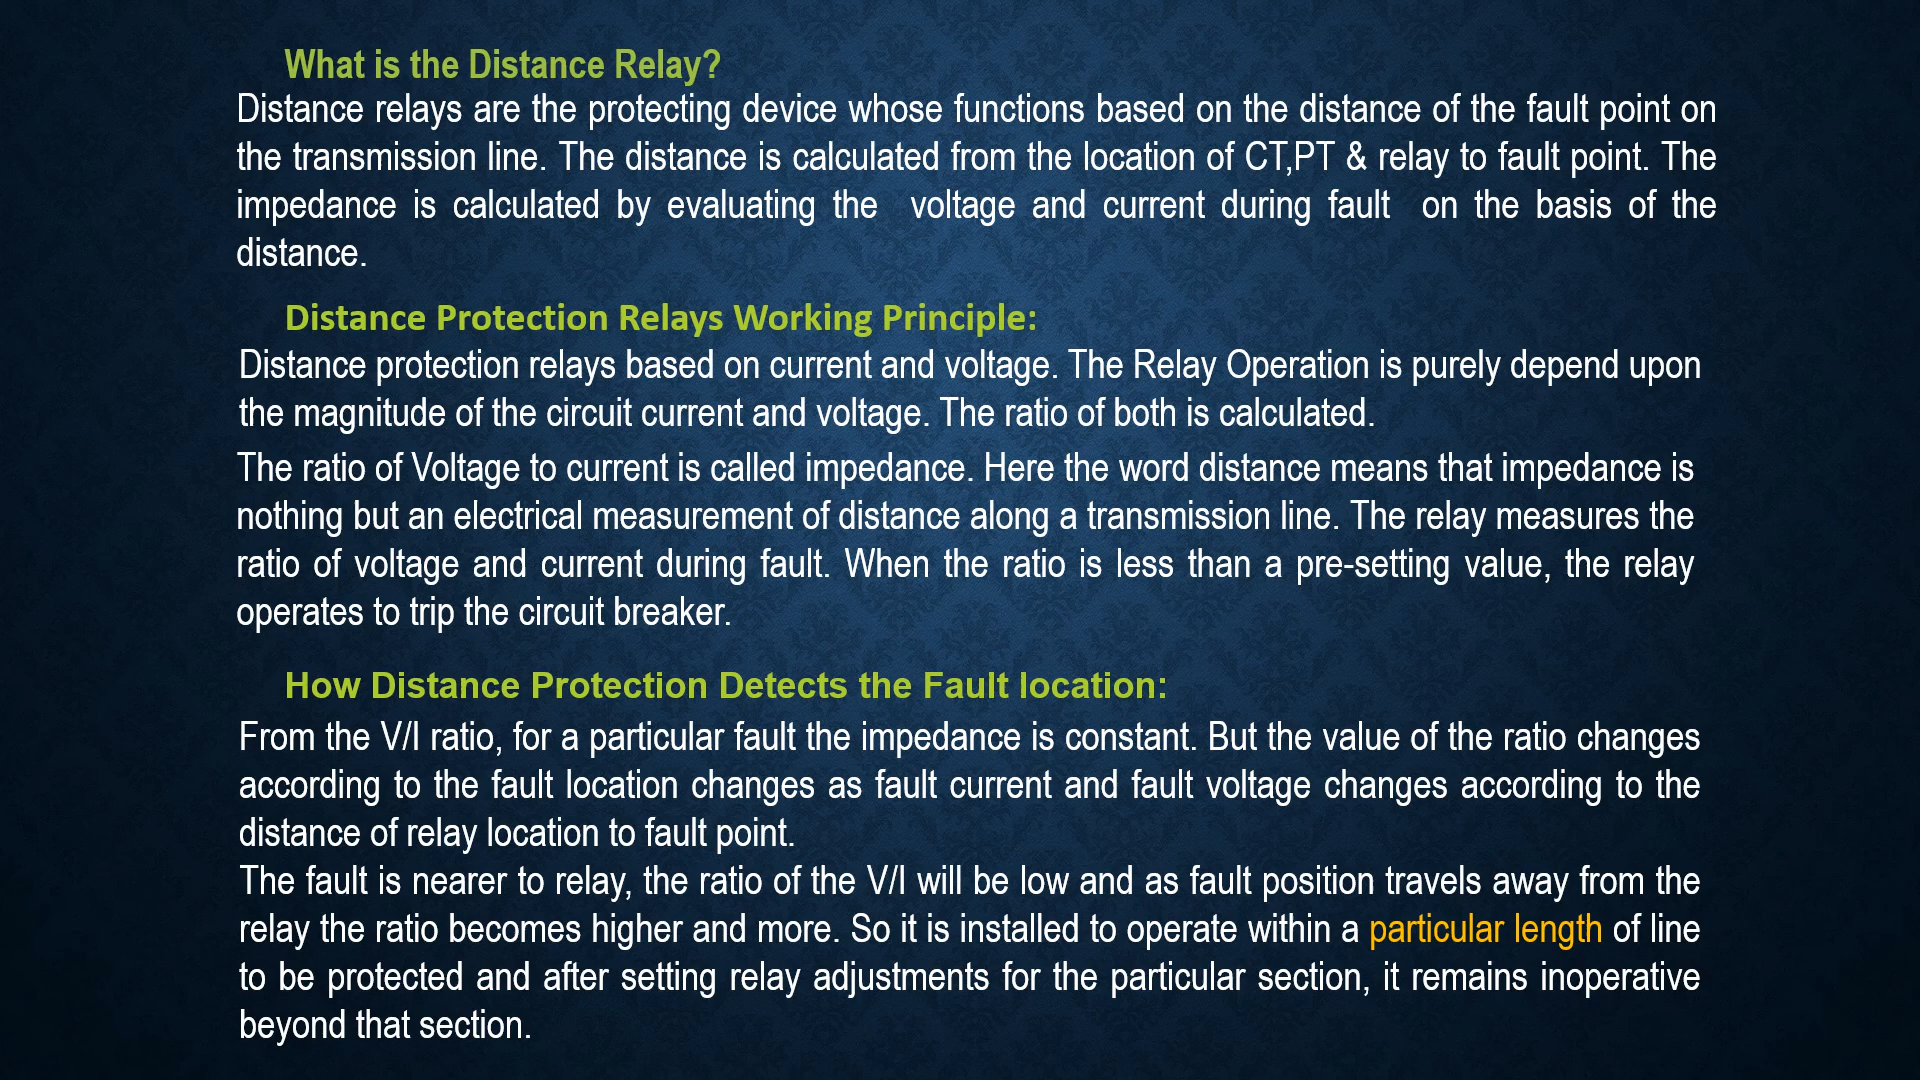 What is the Distance Relay?
Distance relays are the protecting device whose functions based on the distance of the fault point on
the transmission line. The distance is calculated from the location of CT,PT & relay to fault point. The
impedance is calculated by evaluating the voltage and current during fault on the basis of the
distance.
Distance Protection Relays Working Principle:
Distance protection relays based on current and voltage. The Relay Operation is purely depend upon
the magnitude of the circuit current and voltage. The ratio of both is calculated.
The ratio of Voltage to current is called impedance. Here the word distance means that impedance is
nothing but an electrical measurement of distance along a transmission line. The relay measures the
ratio of voltage and current during fault. When the ratio is less than a pre-setting value, the relay
operates to trip the circuit breaker.
How Distance Protection Detects the Fault location:
From the V/I ratio, for a particular fault the impedance is constant. But the value of the ratio changes
according to the fault location changes as fault current and fault voltage changes according to the
distance of relay location to fault point.
The fault is nearer to relay, the ratio of the V/I will be low and as fault position travels away from the
relay the ratio becomes higher and more. So it is installed to operate within a particular length of line
to be protected and after setting relay adjustments for the particular section, it remains inoperative
beyond that section.